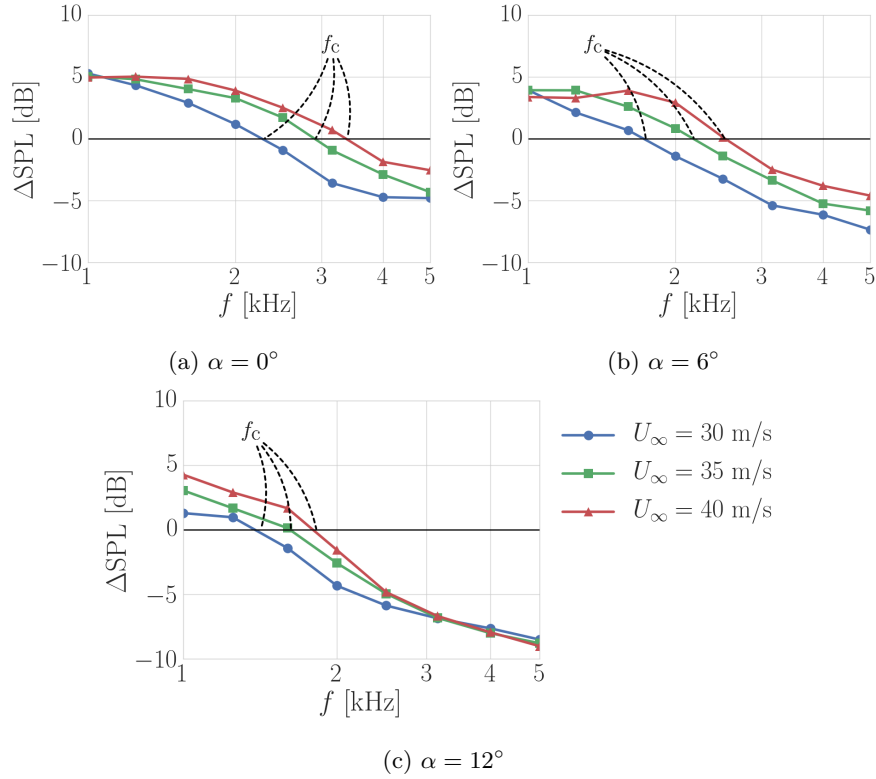 10
5
0
−5
−10
ΔSPL [dB]
f_c
1 2 3 4 5
f [kHz]
(a) α = 0°
10
5
0
−5
−10
ΔSPL [dB]
f_c
1 2 3 4 5
f [kHz]
(b) α = 6°
10
5
0
−5
−10
ΔSPL [dB]
f_c
1 2 3 4 5
f [kHz]
U_∞ = 30 m/s
U_∞ = 35 m/s
U_∞ = 40 m/s
(c) α = 12°